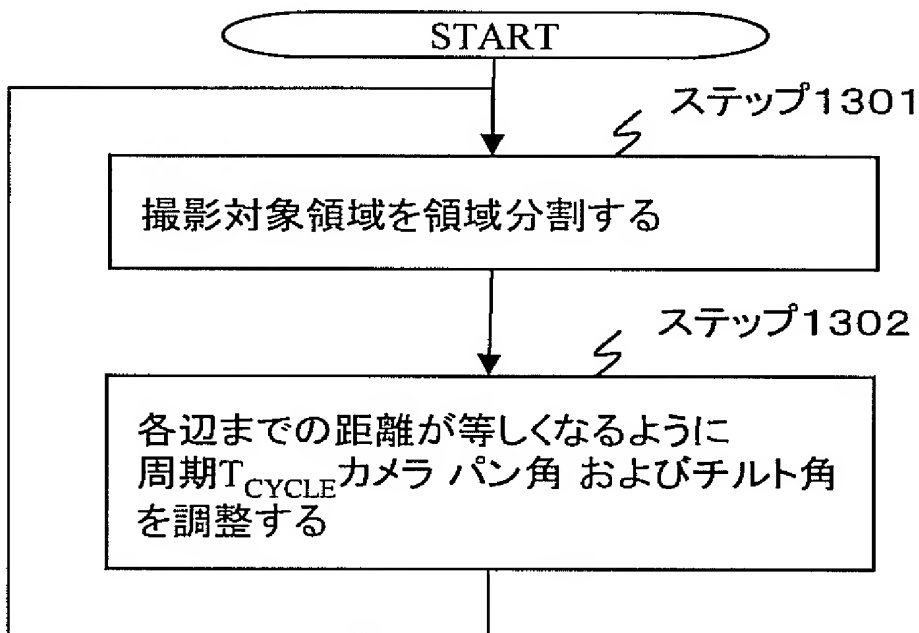 START
ステップ1301
撮影対象領域を領域分割する
ステップ1302
各辺までの距離が等しくなるように
周期TCYCLEカメラ パン角 およびチルト角
を調整する